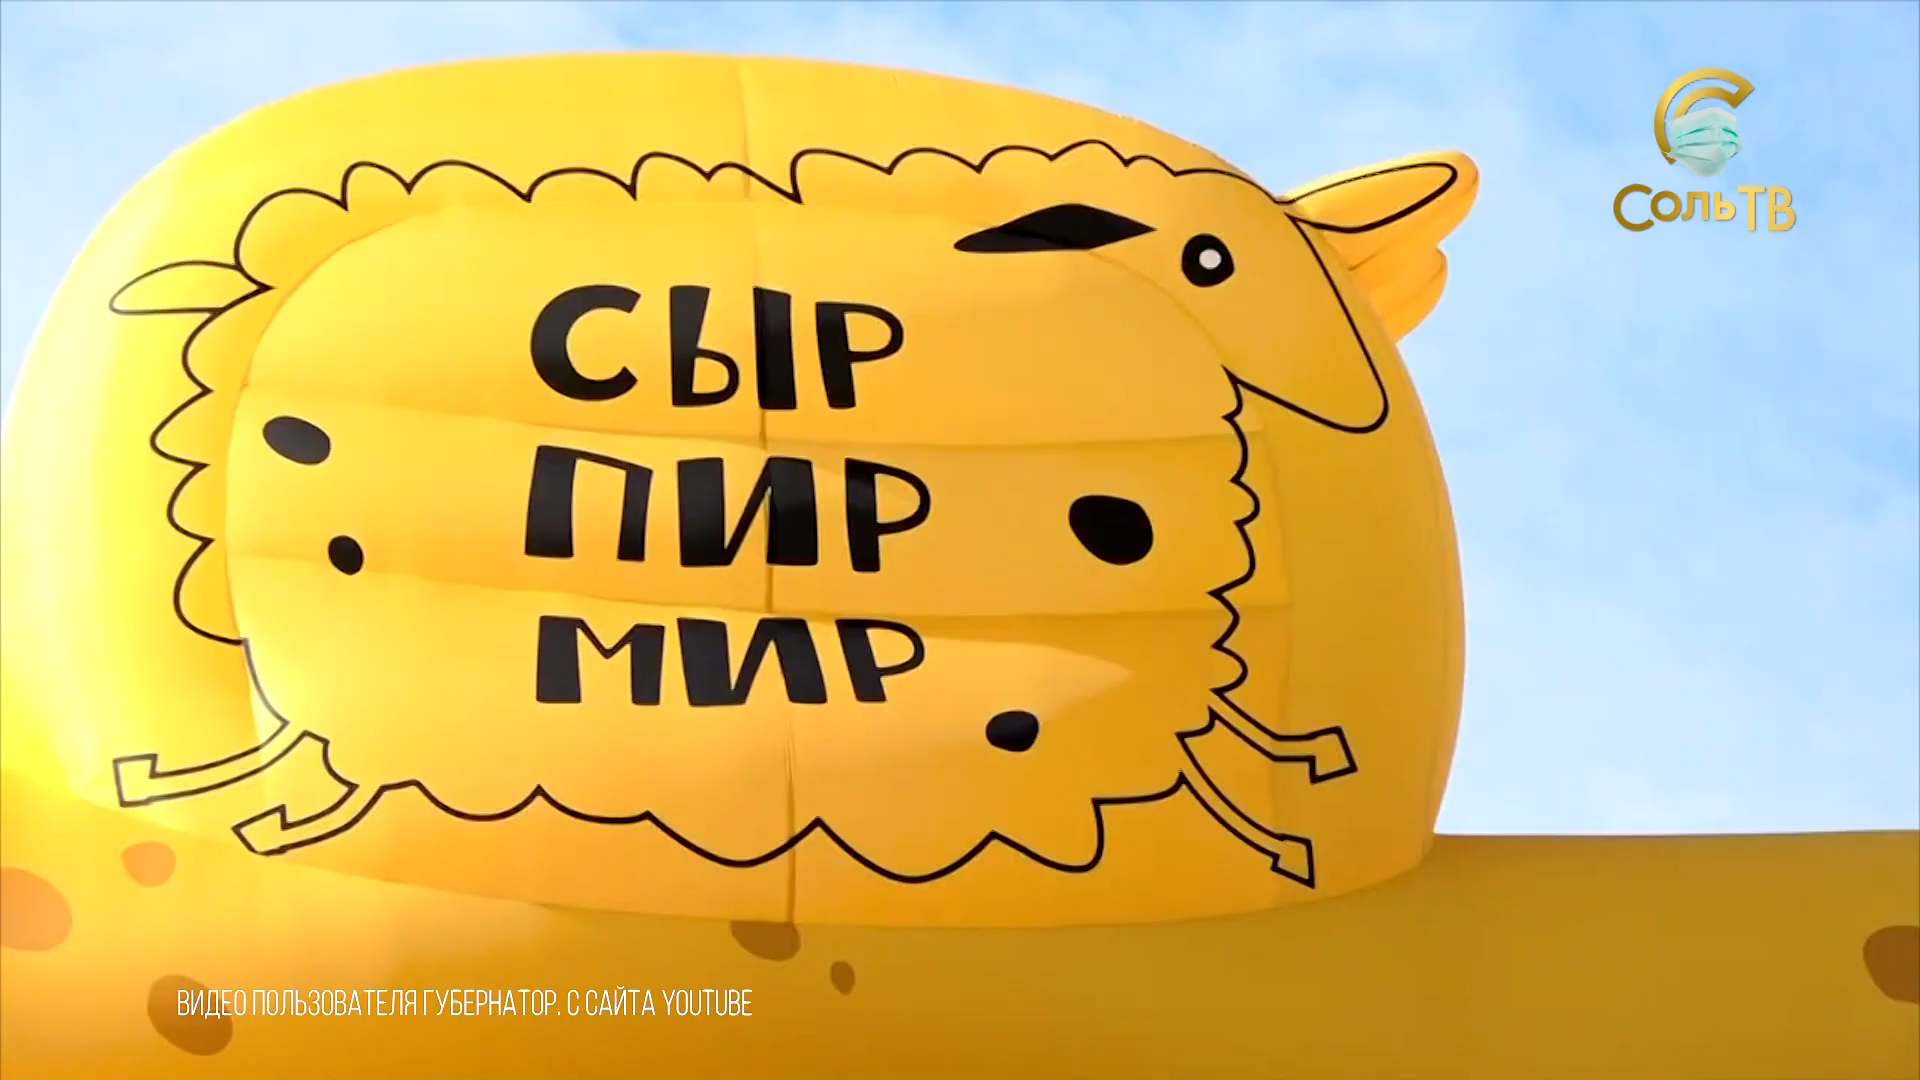 СольТВ
СЫР
ПИР
МИР
ВИДЕО ПОЛЬЗОВАТЕЛЯ ГУБЕРНАТОР. С САЙТА YOUTUBE